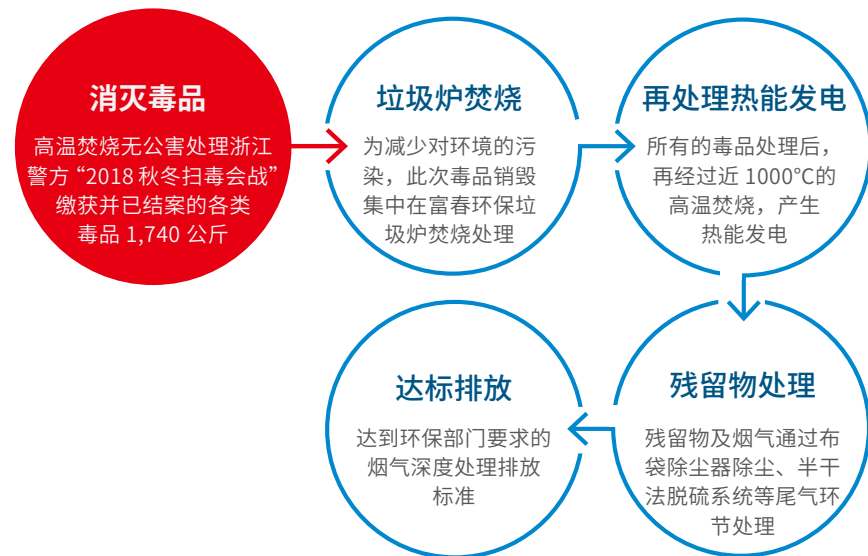 消灭毒品
高温焚烧无公害处理浙江
警方“2018 秋冬扫毒会战”
缴获并已结案的各类
毒品 1,740 公斤
垃圾炉焚烧
为减少对环境的污
染，此次毒品销毁
集中在富春环保垃
圾炉焚烧处理
再处理热能发电
所有的毒品处理后，
再经过近 1000℃的
高温焚烧，产生
热能发电
残留物处理
残留物及烟气通过布
袋除尘器除尘、半干
法脱硫系统等尾气环
节处理
达标排放
达到环保部门要求的
烟气深度处理排放
标准